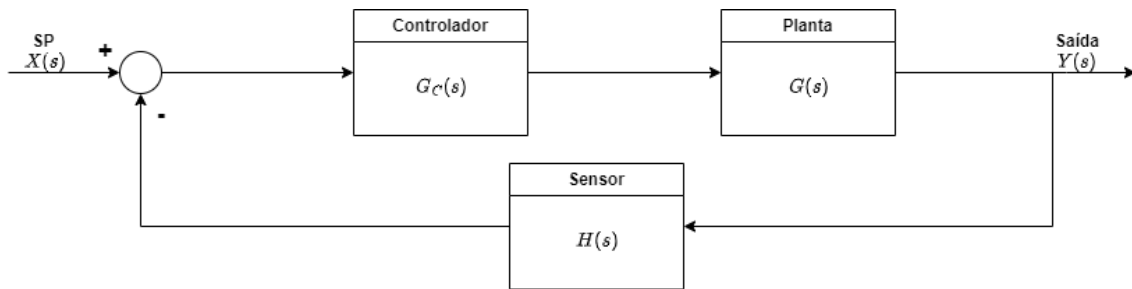 SP
X(s)
+
-
Controlador
G_C(s)
Planta
G(s)
Saída
Y(s)
Sensor
H(s)